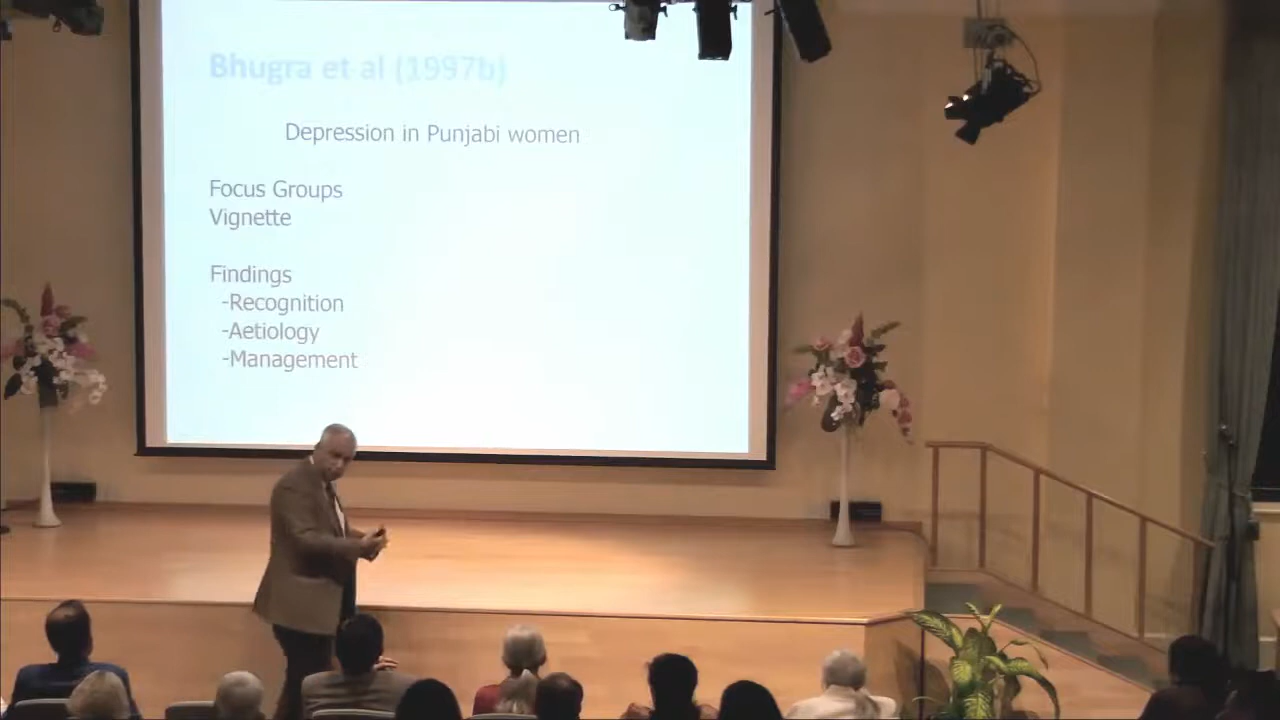 Bhugra et al (1997b)
Depression in Punjabi women
Focus Groups
Vignette
Findings
-Recognition
-Aetiology
-Management